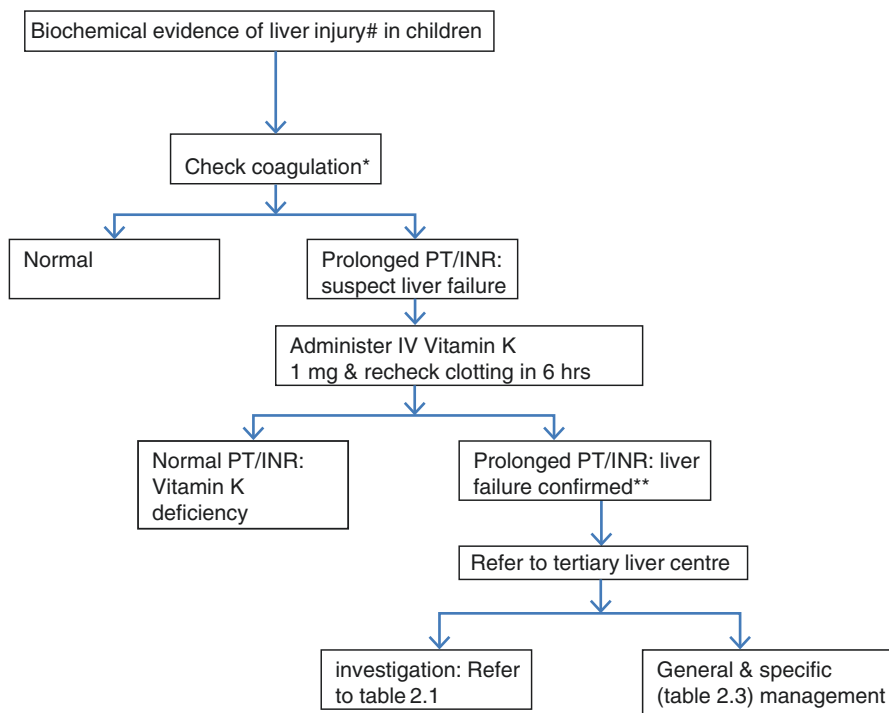 Biochemical evidence of liver injury# in children
Check coagulation*
Normal
Prolonged PT/INR:
suspect liver failure
Administer IV Vitamin K
1 mg & recheck clotting in 6 hrs
Normal PT/INR:
Vitamin K
deficiency
Prolonged PT/INR: liver
failure confirmed**
Refer to tertiary liver centre
investigation: Refer
to table 2.1
General & specific
(table 2.3) management